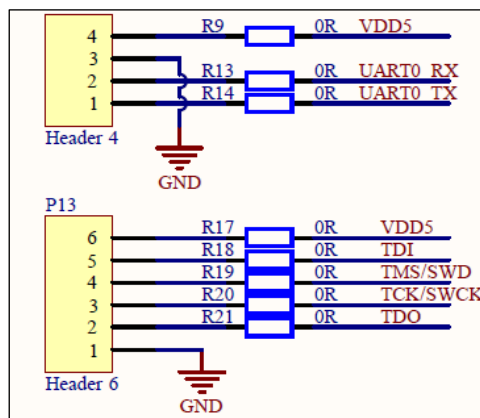 4 R9 0R VDD5
3
2 R13 0R UART0_RX
1 R14 0R UART0_TX
Header 4
GND
P13
6 R17 0R VDD5
5 R18 0R TDI
4 R19 0R TMS/SWD
3 R20 0R TCK/SWCK
2 R21 0R TDO
1
Header 6
GND